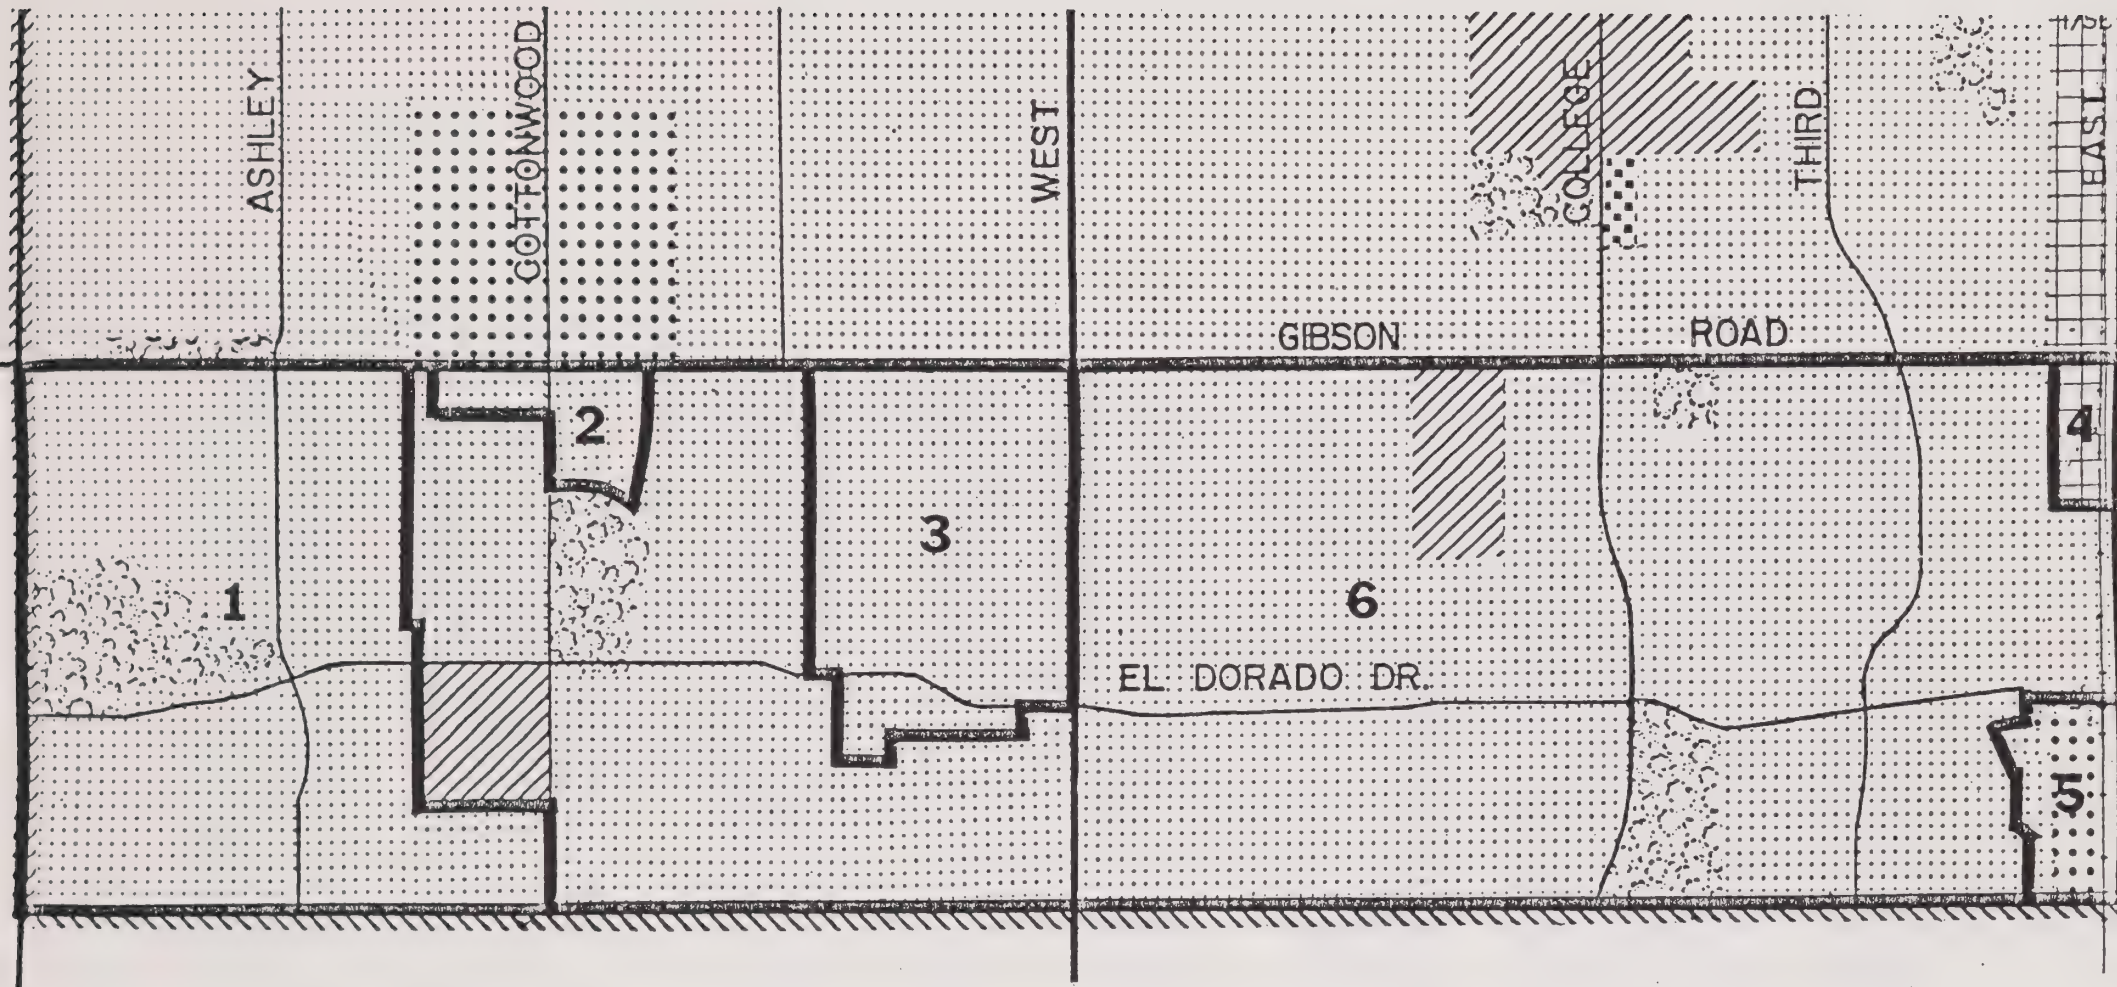 ASHLEY
COTTONWOOD
WEST
COLLEGE
THIRD
EAST
GIBSON ROAD
2
4
3
1
6
EL DORADO DR.
5